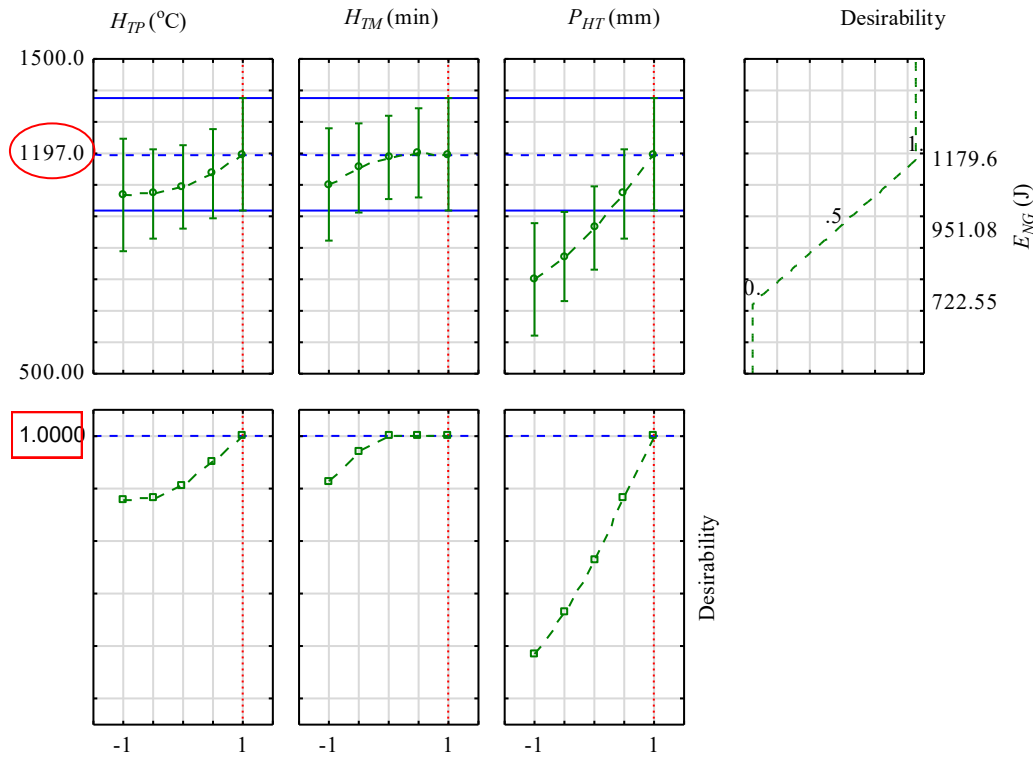 H_TP (°C) H_TM (min) P_HT (mm) Desirability
1500.0
1197.0
500.00
1.
.5
0.
1179.6
951.08
722.55
E_NG (J)
1.0000
Desirability
-1 1 -1 1 -1 1